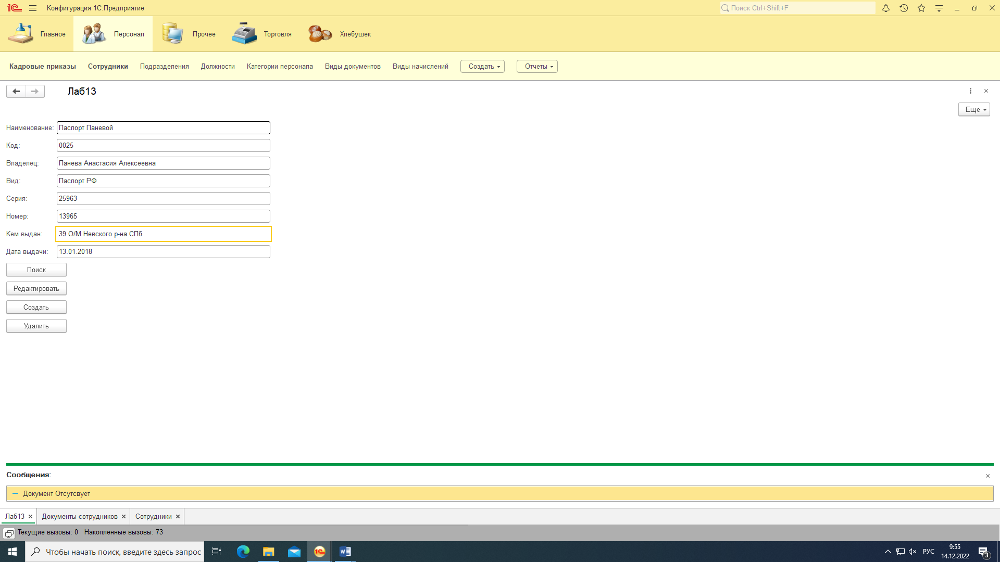 Конфигурация 1С:Предприятие
Поиск Ctrl+Shift+F
Главное
Персонал
Прочее
Торговля
Хлебушек
Кадровые приказы
Сотрудники
Подразделения
Должности
Категории персонала
Виды документов
Виды начислений
Создать
Отчеты
Лаб13
Еще
Наименование: Паспорт Паневой
Код: 0025
Владелец: Панева Анастасия Алексеевна
Вид: Паспорт РФ
Серия: 25963
Номер: 13965
Кем выдан: 39 О/М Невского р-на СПб
Дата выдачи: 13.01.2018
Поиск
Редактировать
Создать
Удалить
Сообщения:
Документ Отсутсвует
Лаб13
Документы сотрудников
Сотрудники
Текущие вызовы: 0 Накопленные вызовы: 73
Чтобы начать поиск, введите здесь запрос
РУС
9:55
14.12.2022
3